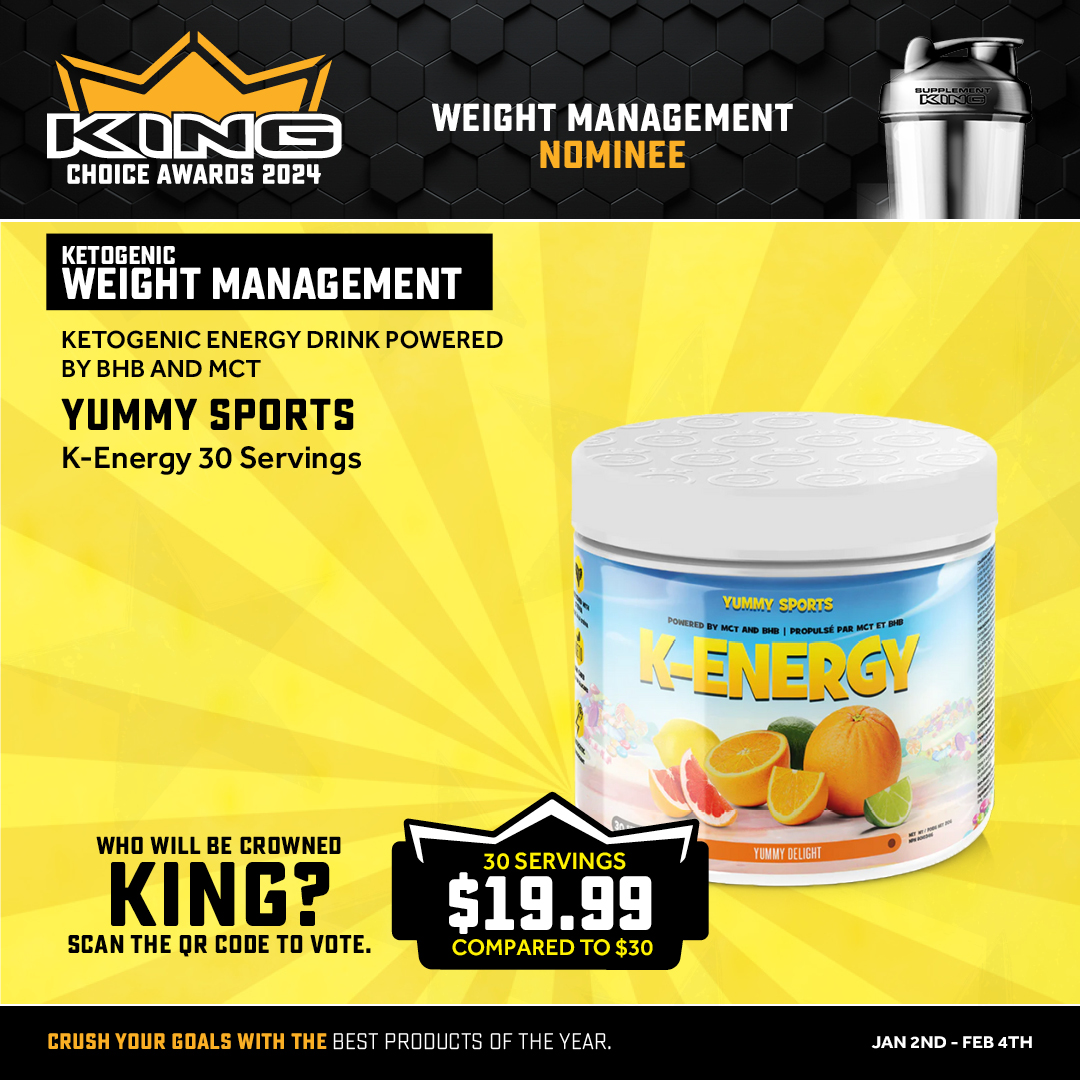 KING
CHOICE AWARDS 2024
WEIGHT MANAGEMENT
NOMINEE
SUPPLEMENT
KING
KETOGENIC
WEIGHT MANAGEMENT
KETOGENIC ENERGY DRINK POWERED
BY BHB AND MCT
YUMMY SPORTS
K-Energy 30 Servings
YUMMY SPORTS
POWERED BY MCT AND BHB | PROPULSÉ PAR MCT ET BHB
K-ENERGY
YUMMY DELIGHT
WHO WILL BE CROWNED
KING?
SCAN THE QR CODE TO VOTE.
30 SERVINGS
$19.99
COMPARED TO $30
CRUSH YOUR GOALS WITH THE BEST PRODUCTS OF THE YEAR.
JAN 2ND - FEB 4TH